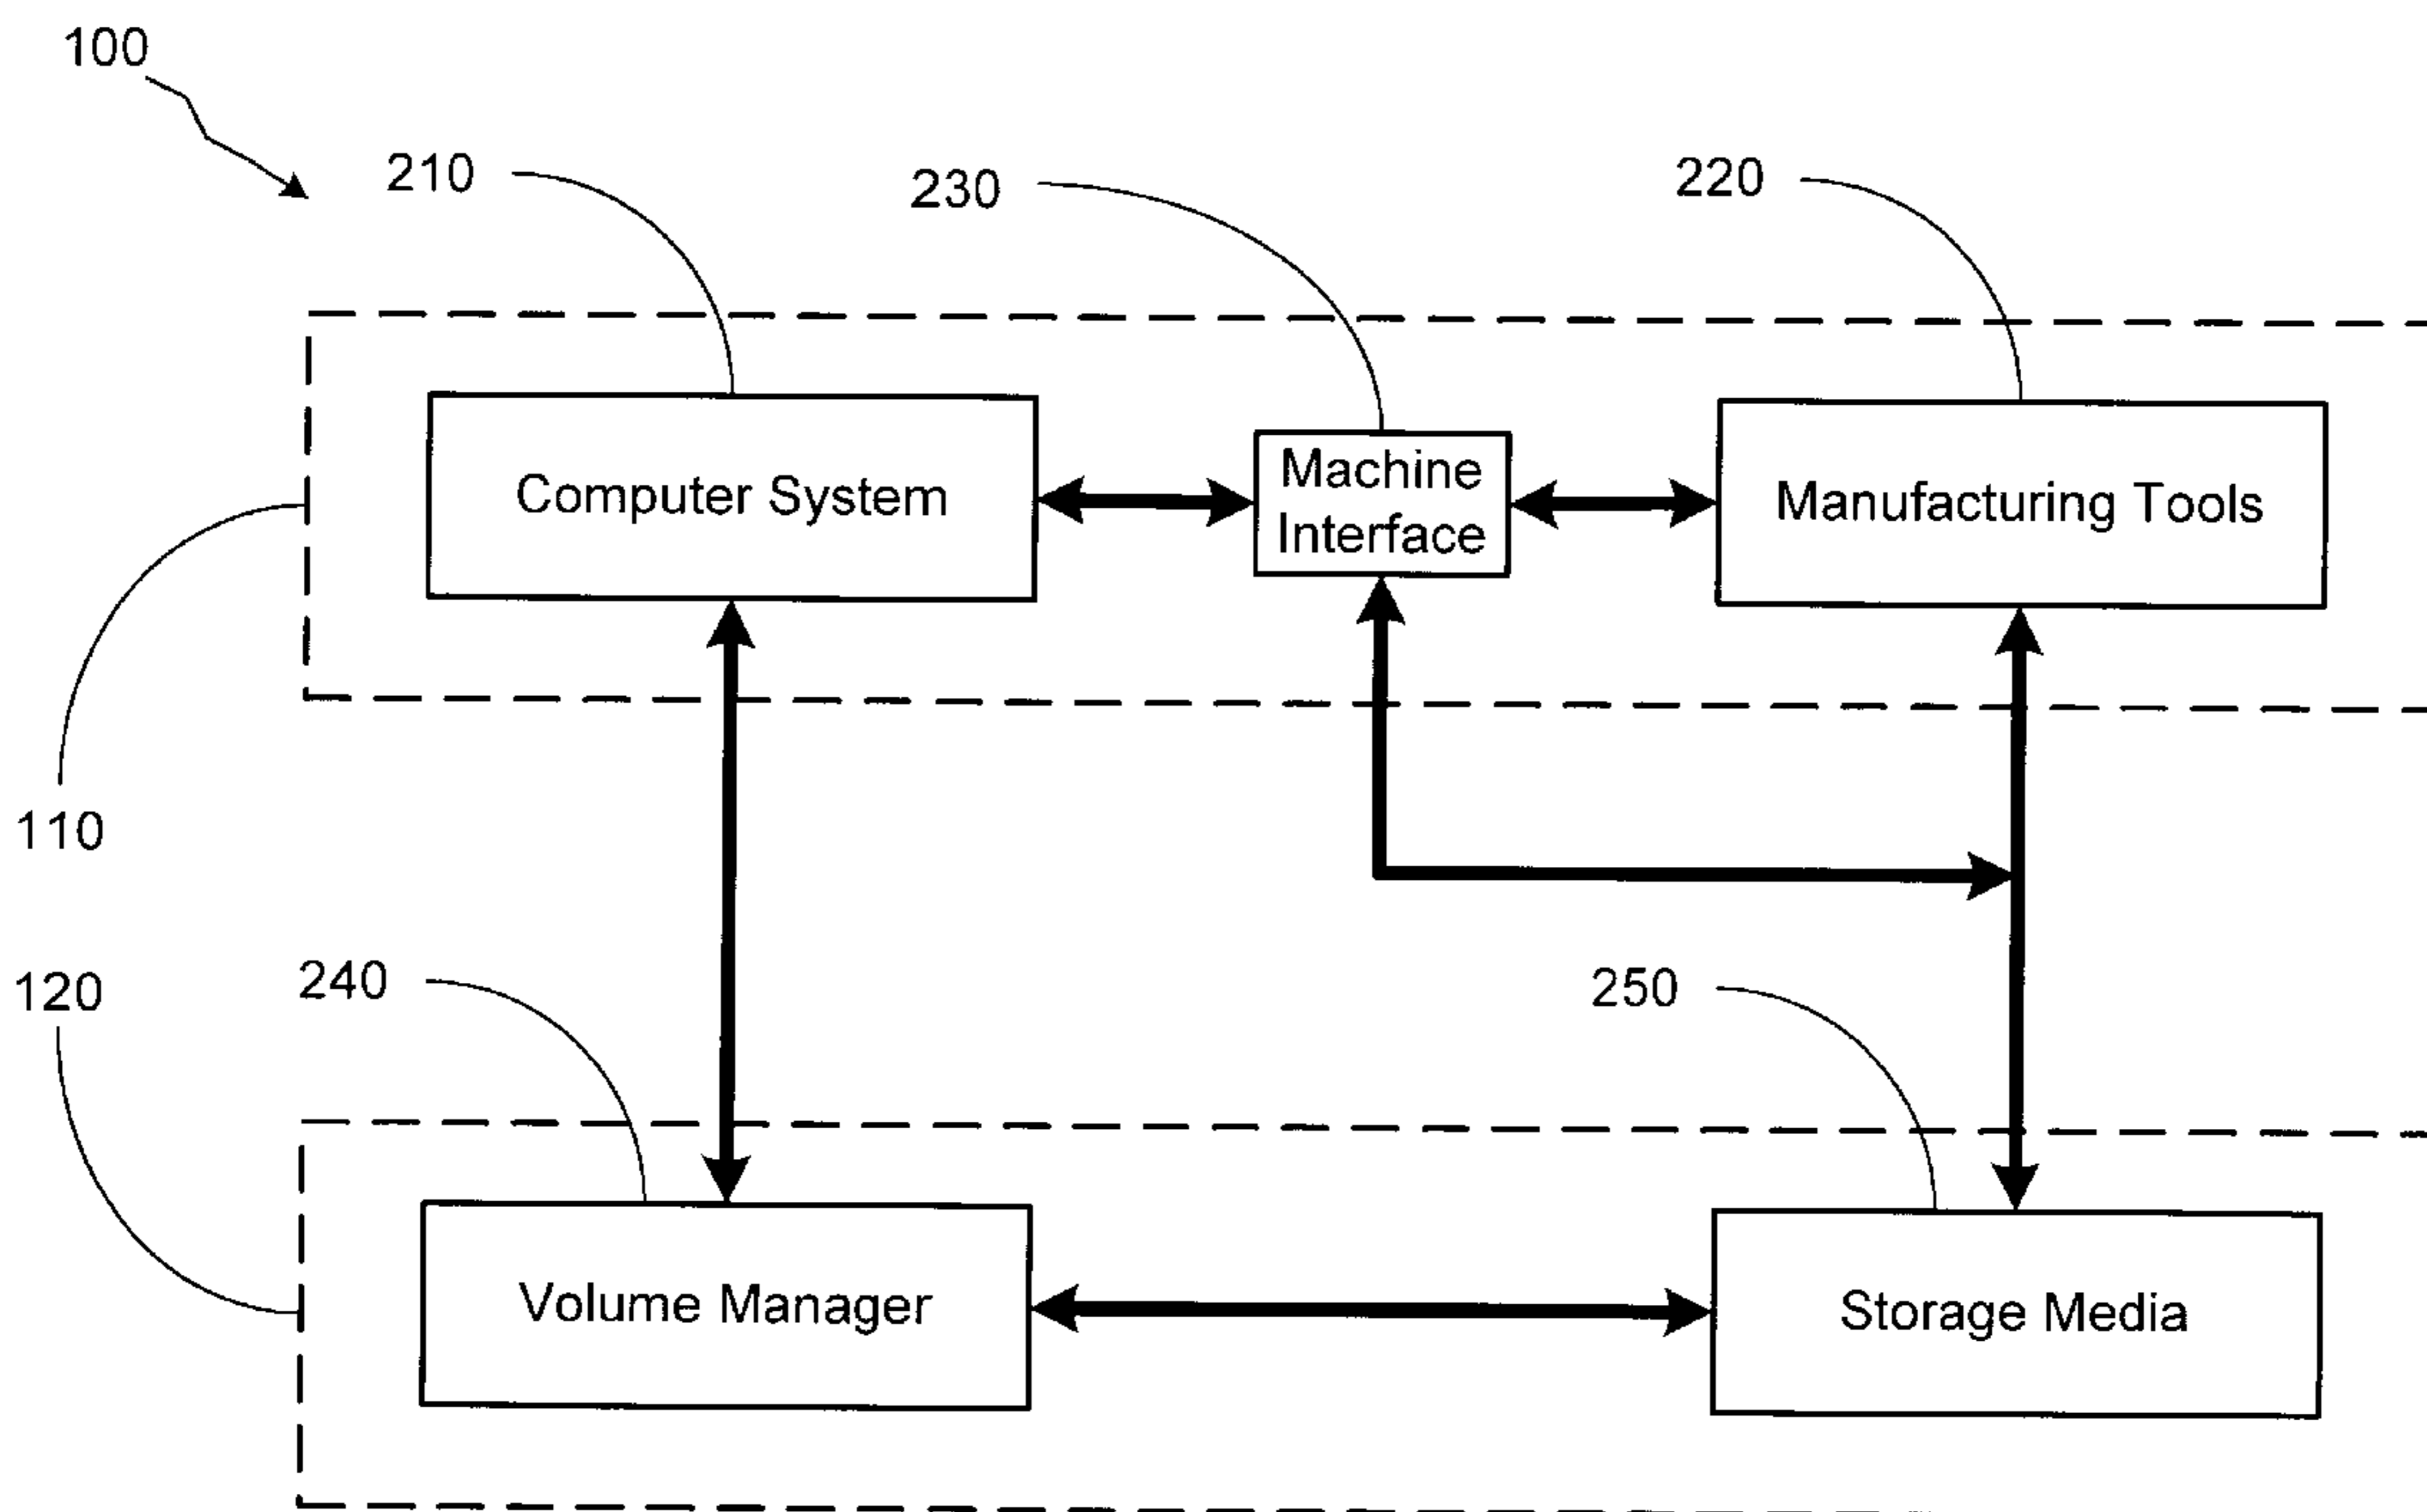 100
210
230
220
Computer System
Machine
Interface
Manufacturing Tools
110
120
240
250
Volume Manager
Storage Media